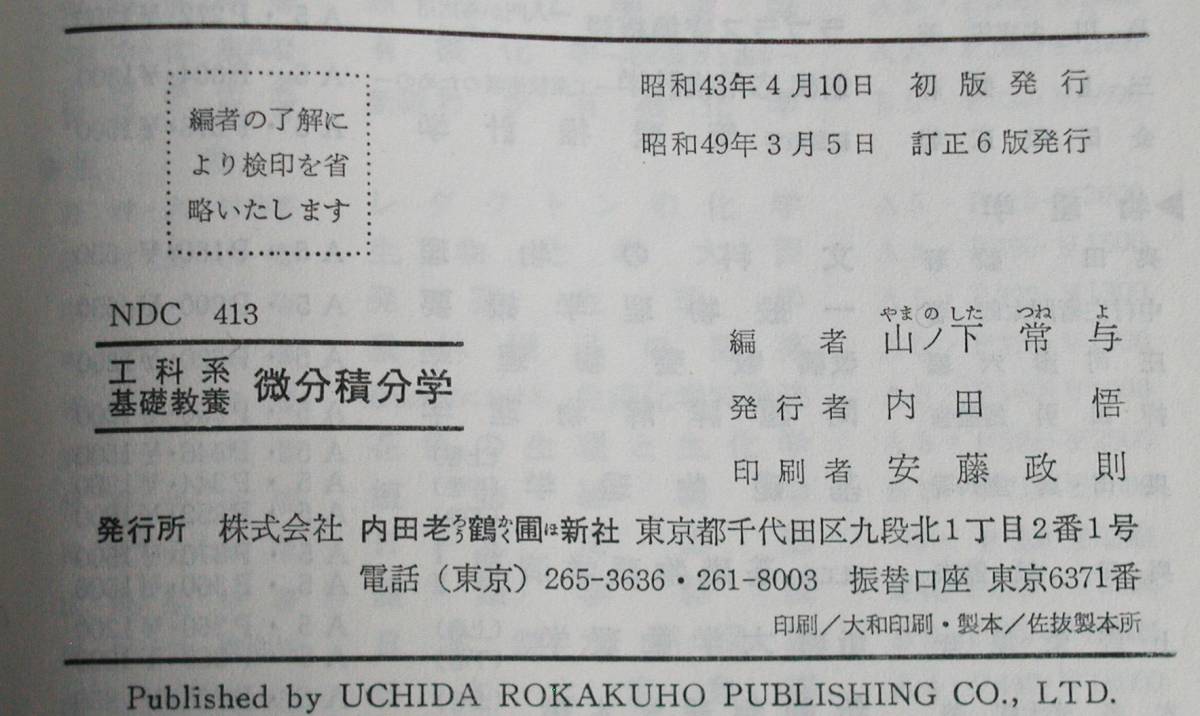 編者の了解に
より検印を省
略いたします
昭和43年4月10日 初版発行
昭和49年3月5日 訂正6版発行
NDC 413
工科系
基礎教養 微分積分学
やまのした つね よ
編者 山ノ下 常与
発行者 内田 悟
印刷者 安藤政則
発行所 株式会社 内田老ろう鶴かく圃ほ新社 東京都千代田区九段北1丁目2番1号
電話(東京)265-3636・261-8003 振替口座 東京6371番
印刷/大和印刷・製本/佐抜製本所
Published by UCHIDA ROKAKUHO PUBLISHING CO., LTD.